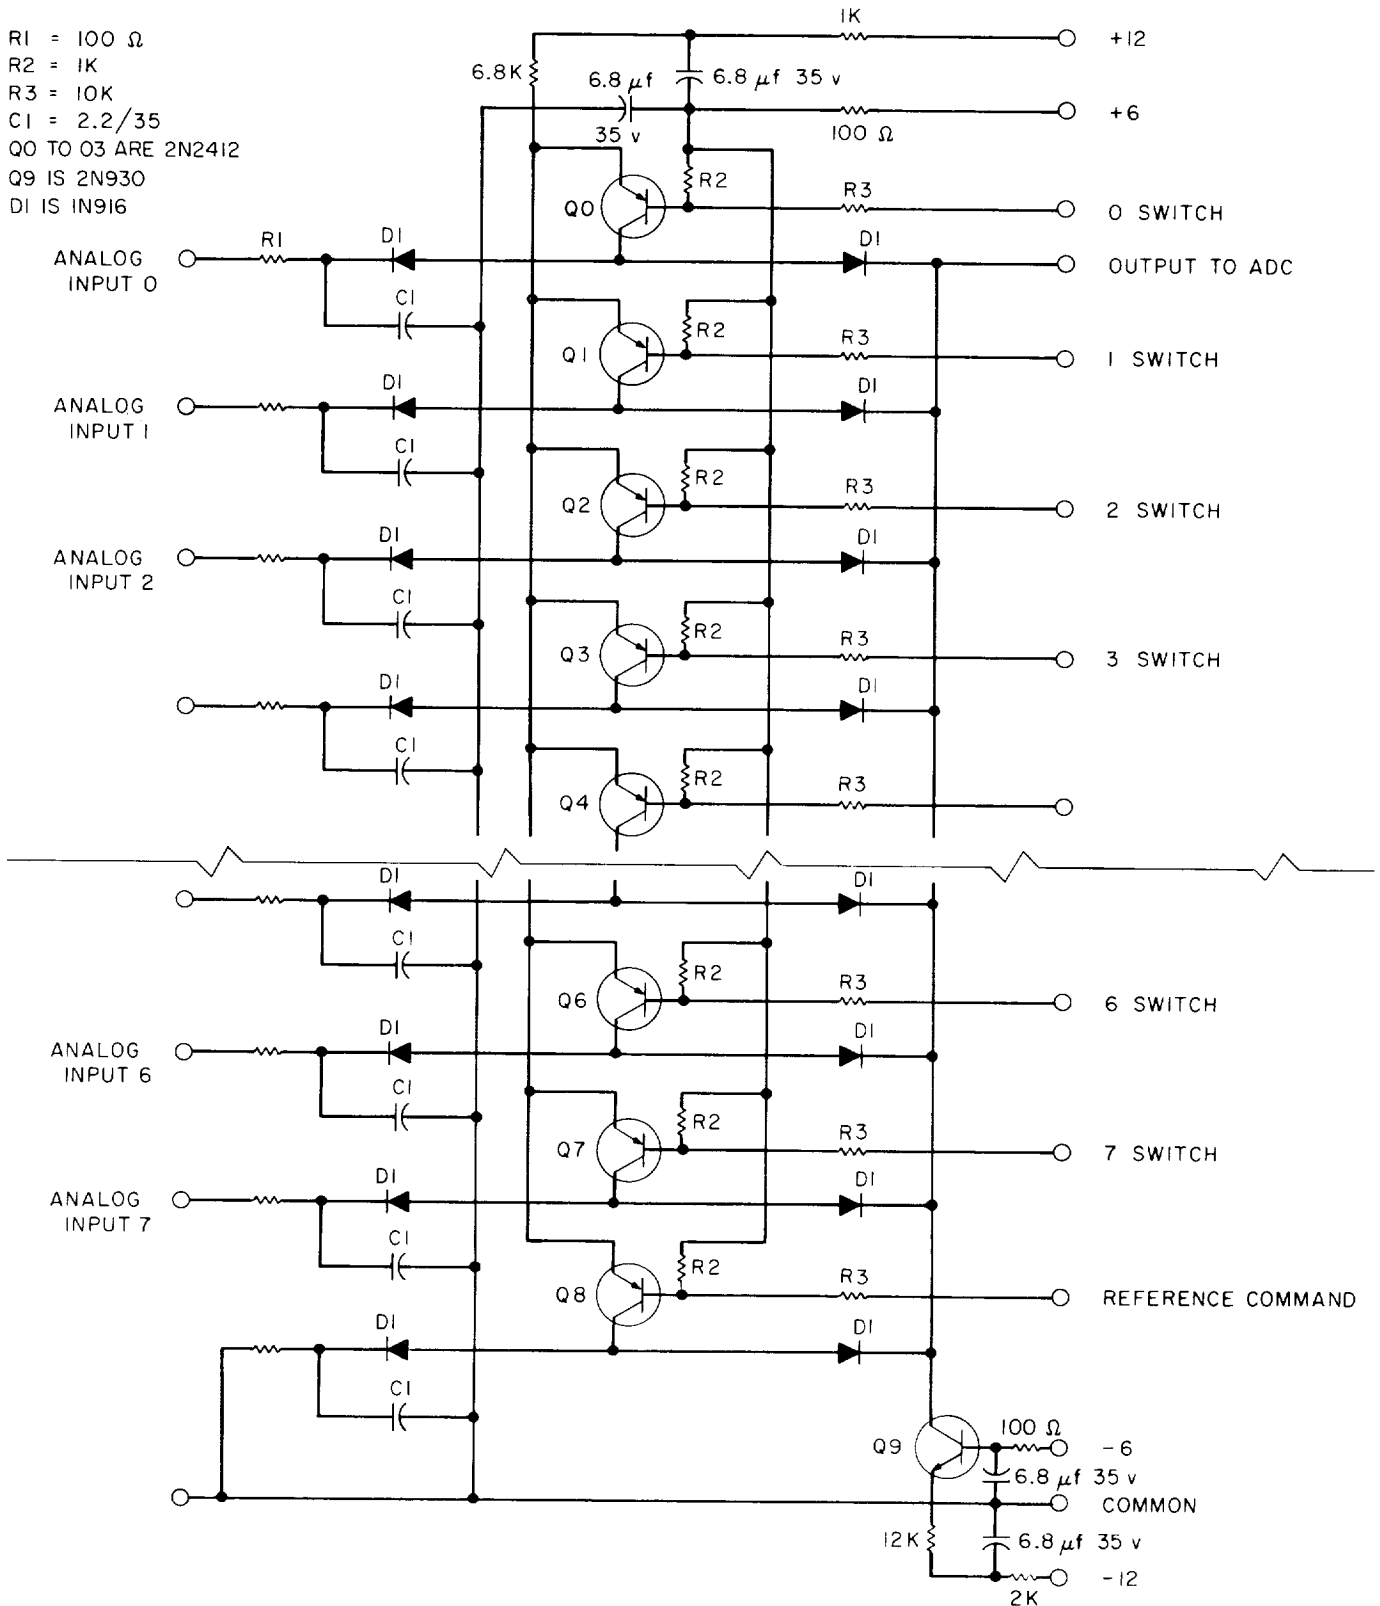 R1 = 100 Ω
R2 = 1K
R3 = 10K
C1 = 2.2/35
Q0 TO 03 ARE 2N2412
Q9 IS 2N930
D1 IS 1N916
1K
+12
6.8K
6.8 µf
35 v
6.8 µf 35 v
+6
100 Ω
R2
R3
Q0
0 SWITCH
ANALOG
INPUT 0
R1
D1
D1
OUTPUT TO ADC
C1
R2
R3
Q1
1 SWITCH
ANALOG
INPUT 1
D1
D1
C1
R2
R3
Q2
2 SWITCH
ANALOG
INPUT 2
D1
D1
C1
R2
R3
Q3
3 SWITCH
D1
D1
C1
R2
R3
Q4
D1
D1
C1
R2
R3
Q6
6 SWITCH
ANALOG
INPUT 6
D1
D1
C1
R2
R3
Q7
7 SWITCH
ANALOG
INPUT 7
D1
D1
C1
R2
R3
Q8
REFERENCE COMMAND
D1
D1
C1
Q9
100 Ω
-6
6.8 µf 35 v
COMMON
12K
6.8 µf 35 v
-12
2K